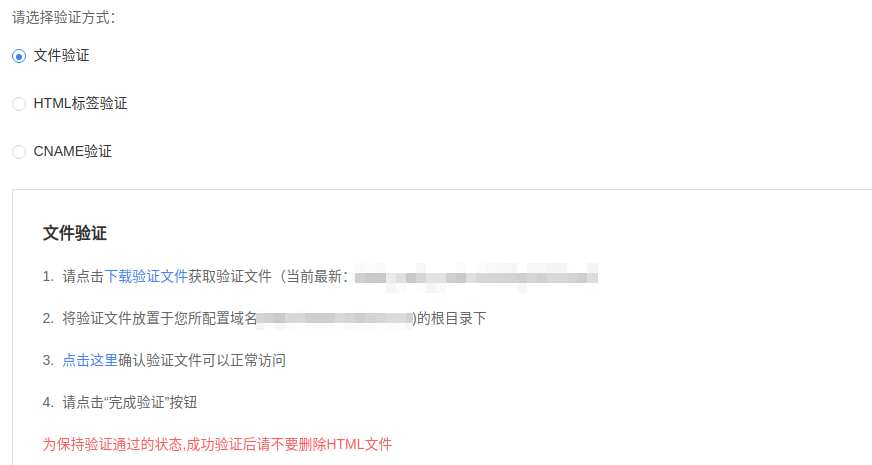 请选择验证方式：
文件验证
HTML标签验证
CNAME验证
文件验证
1. 请点击下载验证文件获取验证文件（当前最新：
2. 将验证文件放置于您所配置域名)的根目录下
3. 点击这里确认验证文件可以正常访问
4. 请点击“完成验证”按钮
为保持验证通过的状态,成功验证后请不要删除HTML文件